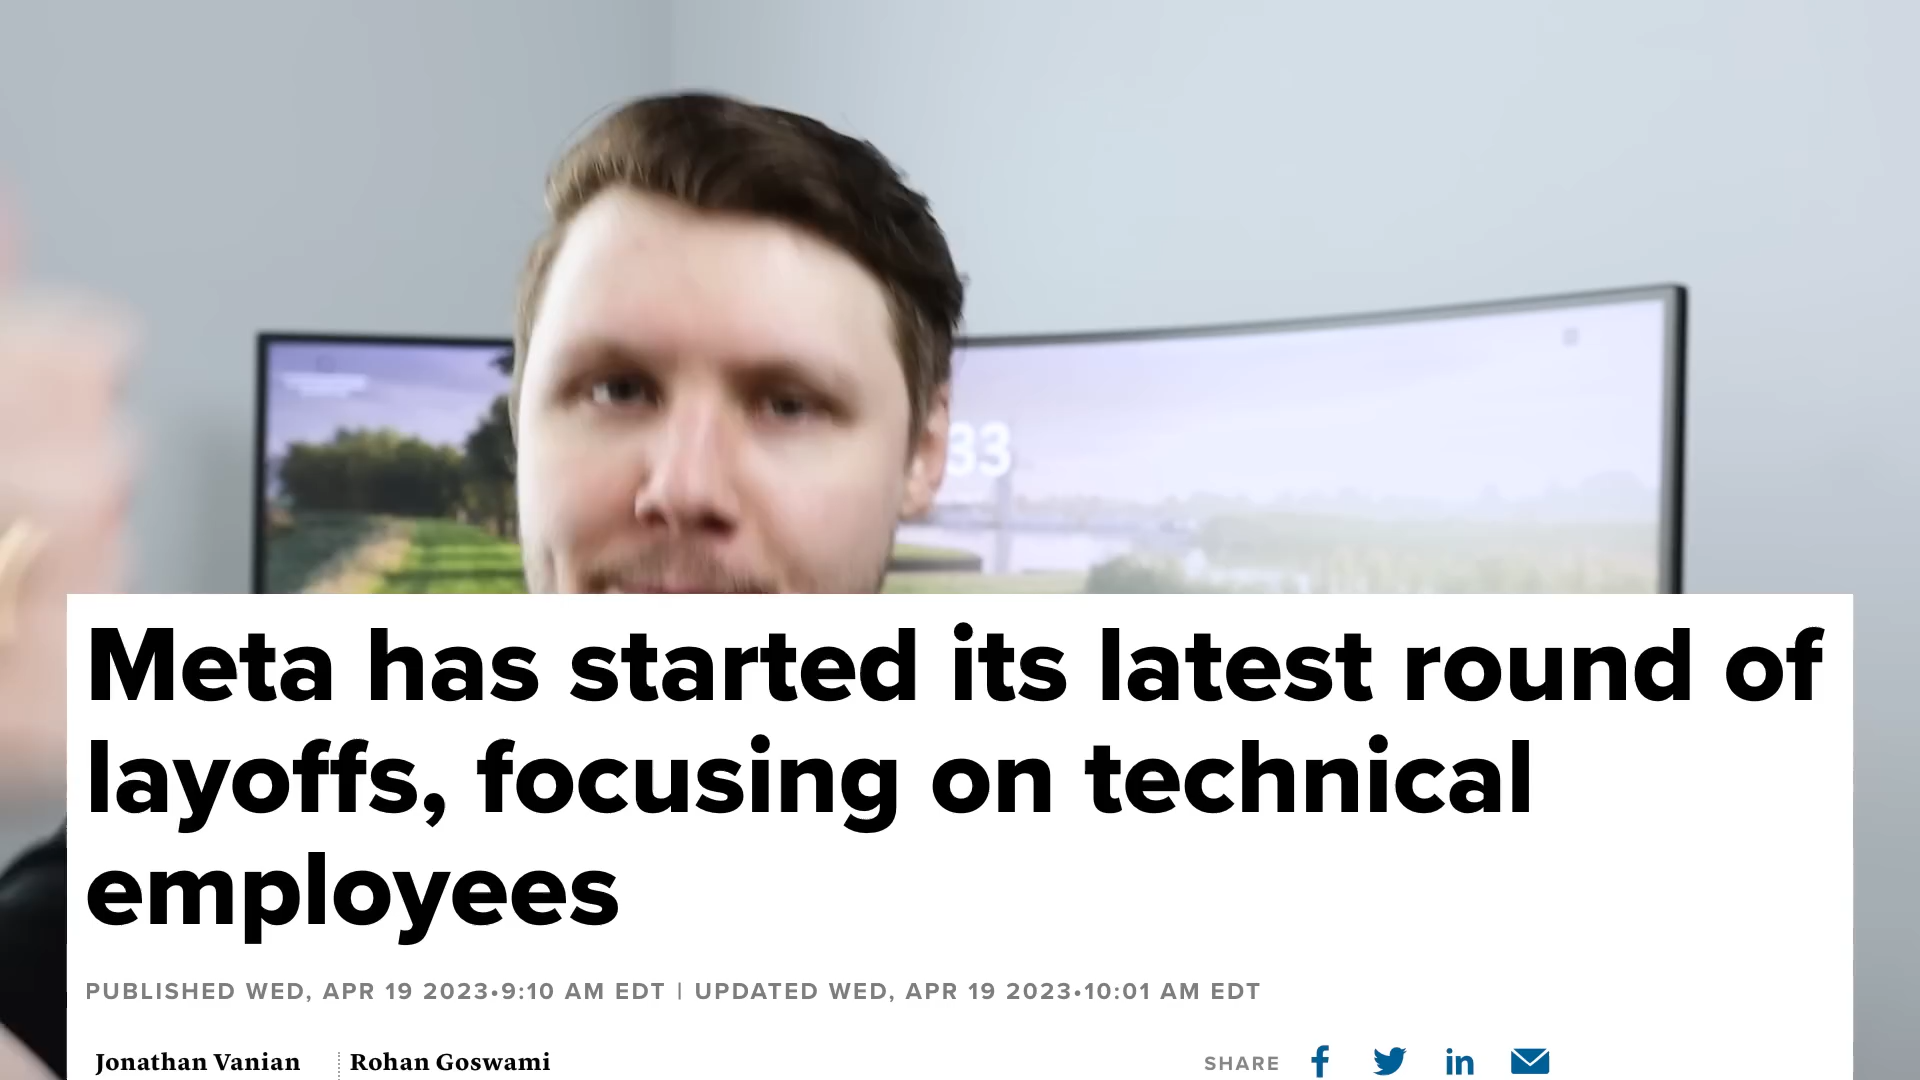 33
Meta has started its latest round of
layoffs, focusing on technical
employees
PUBLISHED WED, APR 19 2023•9:10 AM EDT | UPDATED WED, APR 19 2023•10:01 AM EDT
Jonathan Vanian
Rohan Goswami
SHARE